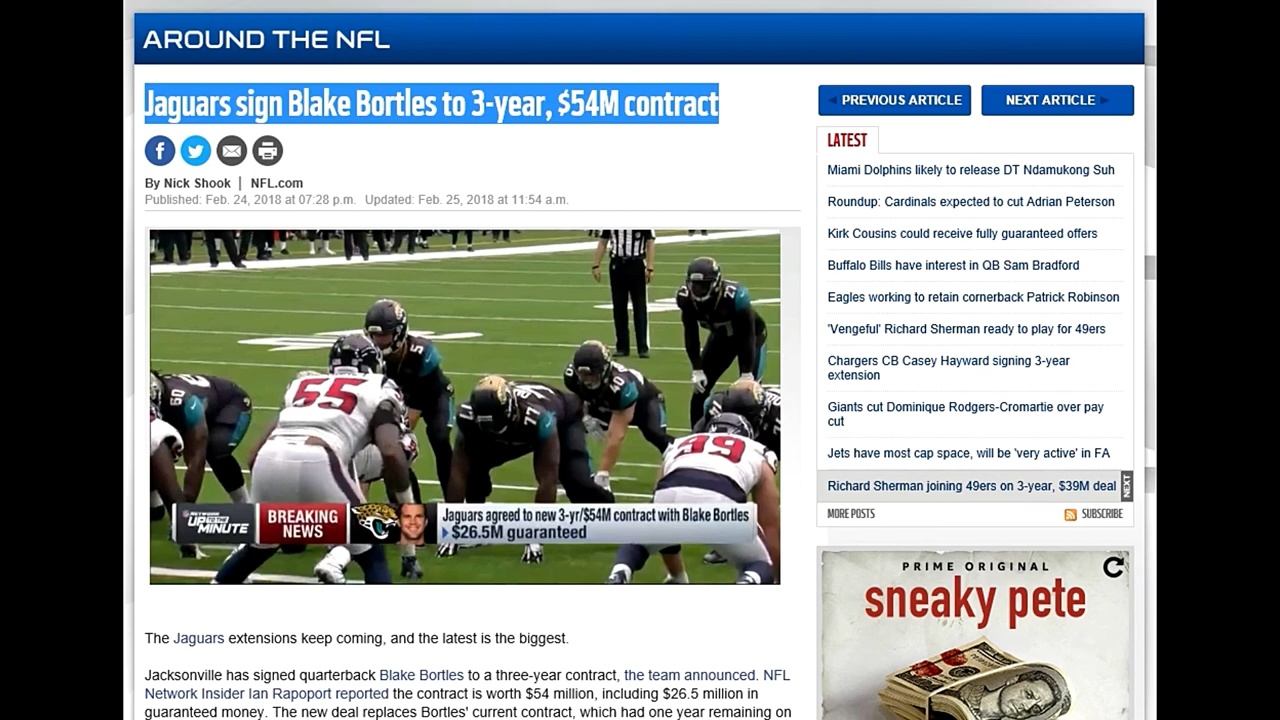 AROUND THE NFL
Jaguars sign Blake Bortles to 3-year, $54M contract
By Nick Shook | NFL.com
Published: Feb. 24, 2018 at 07:28 p.m. Updated: Feb. 25, 2018 at 11:54 a.m.
55
5
60
77
40
27
99
UP TO THE MINUTE
BREAKING
NEWS
Jaguars agreed to new 3-yr/$54M contract with Blake Bortles
$26.5M guaranteed
The Jaguars extensions keep coming, and the latest is the biggest.
Jacksonville has signed quarterback Blake Bortles to a three-year contract, the team announced. NFL
Network Insider Ian Rapoport reported the contract is worth $54 million, including $26.5 million in
guaranteed money. The new deal replaces Bortles' current contract, which had one year remaining on
PREVIOUS ARTICLE
NEXT ARTICLE
LATEST
Miami Dolphins likely to release DT Ndamukong Suh
Roundup: Cardinals expected to cut Adrian Peterson
Kirk Cousins could receive fully guaranteed offers
Buffalo Bills have interest in QB Sam Bradford
Eagles working to retain cornerback Patrick Robinson
'Vengeful' Richard Sherman ready to play for 49ers
Chargers CB Casey Hayward signing 3-year
extension
Giants cut Dominique Rodgers-Cromartie over pay
cut
Jets have most cap space, will be 'very active' in FA
Richard Sherman joining 49ers on 3-year, $39M deal
NEXT
MORE POSTS
SUBSCRIBE
PRIME ORIGINAL
sneaky pete